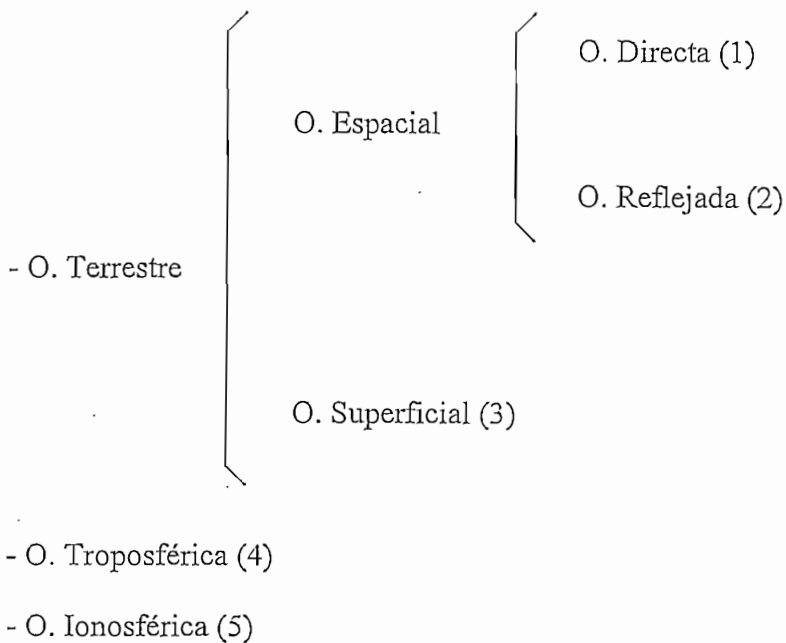 O. Directa (1)
O. Espacial
O. Reflejada (2)
- O. Terrestre
O. Superficial (3)
- O. Troposférica (4)
- O. Ionosférica (5)